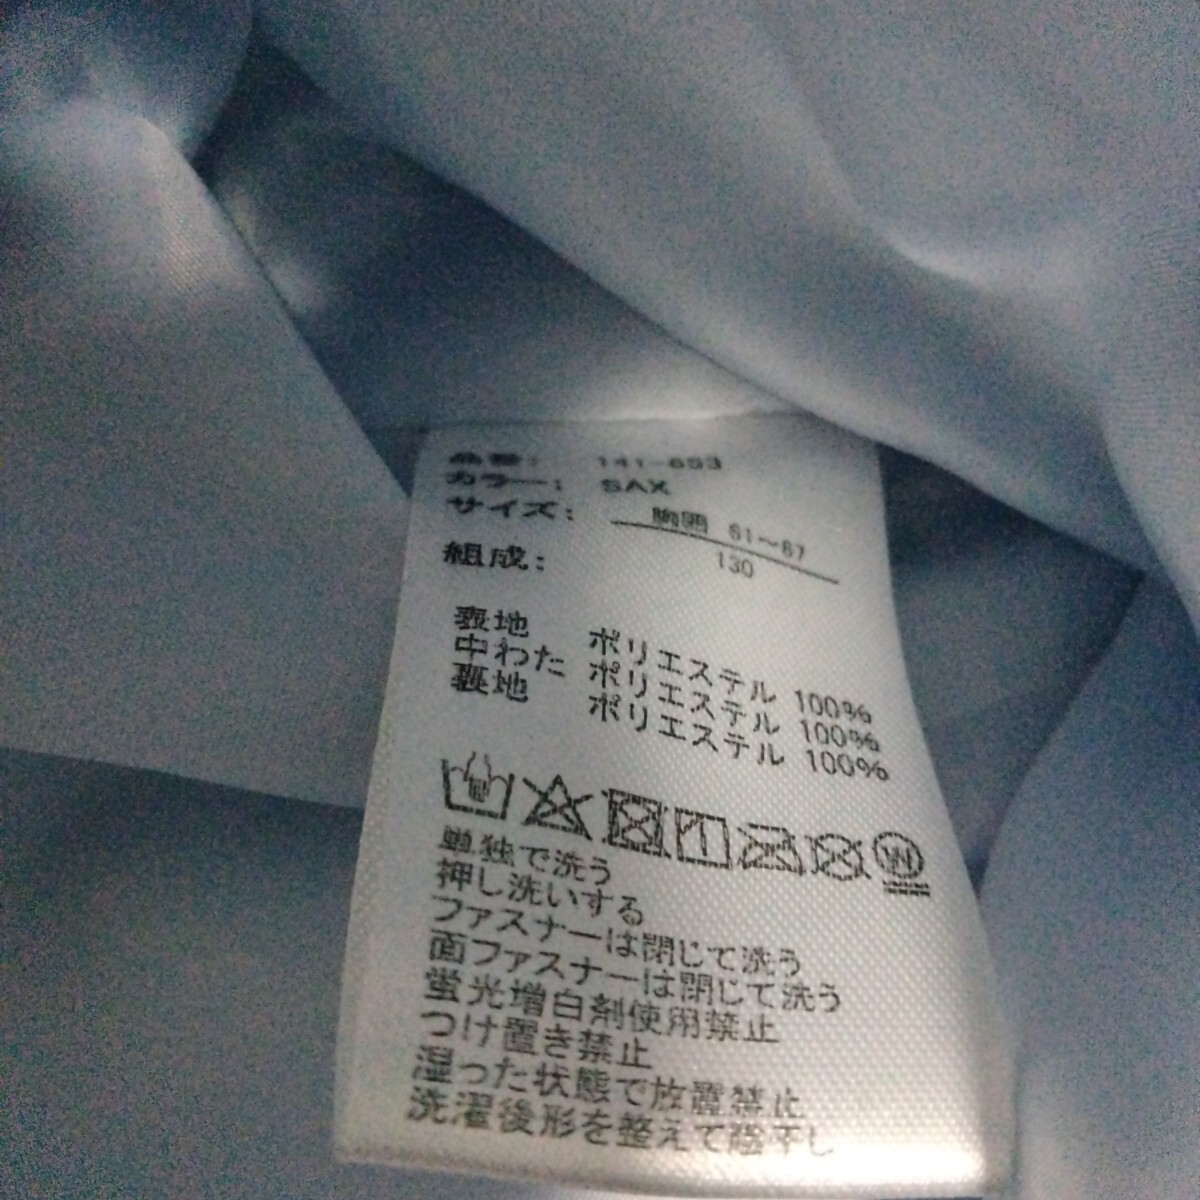 品番: 141-693
カラー: SAX
サイズ: 胸囲 61～67
130
組成:
表地 ポリエステル 100%
中わた ポリエステル 100%
裏地 ポリエステル 100%
W
単独で洗う
押し洗いする
ファスナーは閉じて洗う
面ファスナーは閉じて洗う
蛍光増白剤使用禁止
つけ置き禁止
湿った状態で放置禁止
洗濯後形を整えて陰干し